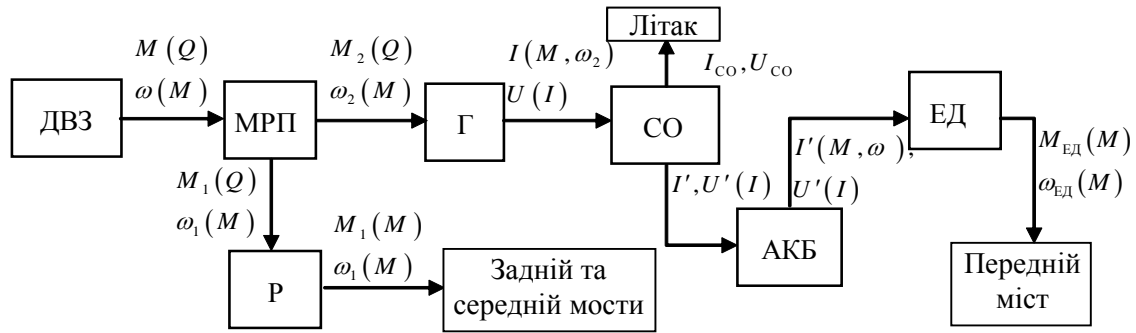 Літак
M(Q)
ω(M)
M₂(Q)
ω₂(M)
I(M,ω₂)
U(I)
I_СО, U_СО
ДВЗ
МРП
Г
СО
ЕД
M₁(Q)
ω₁(M)
I′,U′(I)
I′(M,ω),
U′(I)
M_ЕД(M)
ω_ЕД(M)
Р
M₁(M)
ω₁(M)
Задній та
середній мости
АКБ
Передній
міст